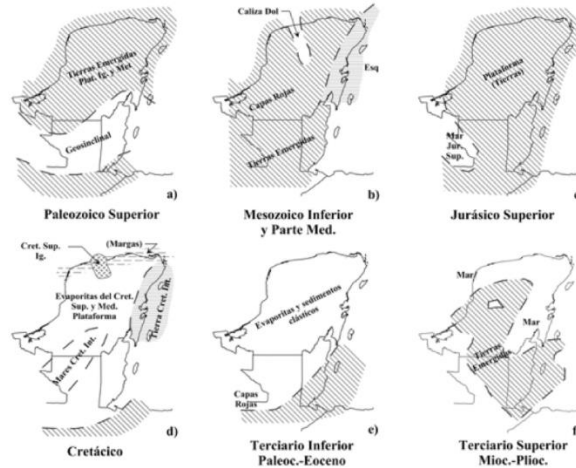 Tierras Emergidas
Plat. Ig. y Met
Geosinclinal
a)
Paleozoico Superior
Caliza Dol
Esq
Capas Rojas
Tierras Emergidas
b)
Mesozoico Inferior
y Parte Med.
Plataforma
(Tierras)
Mar
Jur.
Sup.
Jurásico Superior
Cret. Sup.
Ig.
(Margas)
Evaporitas del Cret.
Sup. y Med.
Plataforma
Tierra Cret. Int.
Mares Cret. Int.
d)
Cretácico
Evaporitas y sedimentos
clásticos
Capas
Rojas
e)
Terciario Inferior
Paleoc.-Eoceno
Mar
Mar
Tierras
Emergidas
f
Terciario Superior
Mioc.-Plioc.